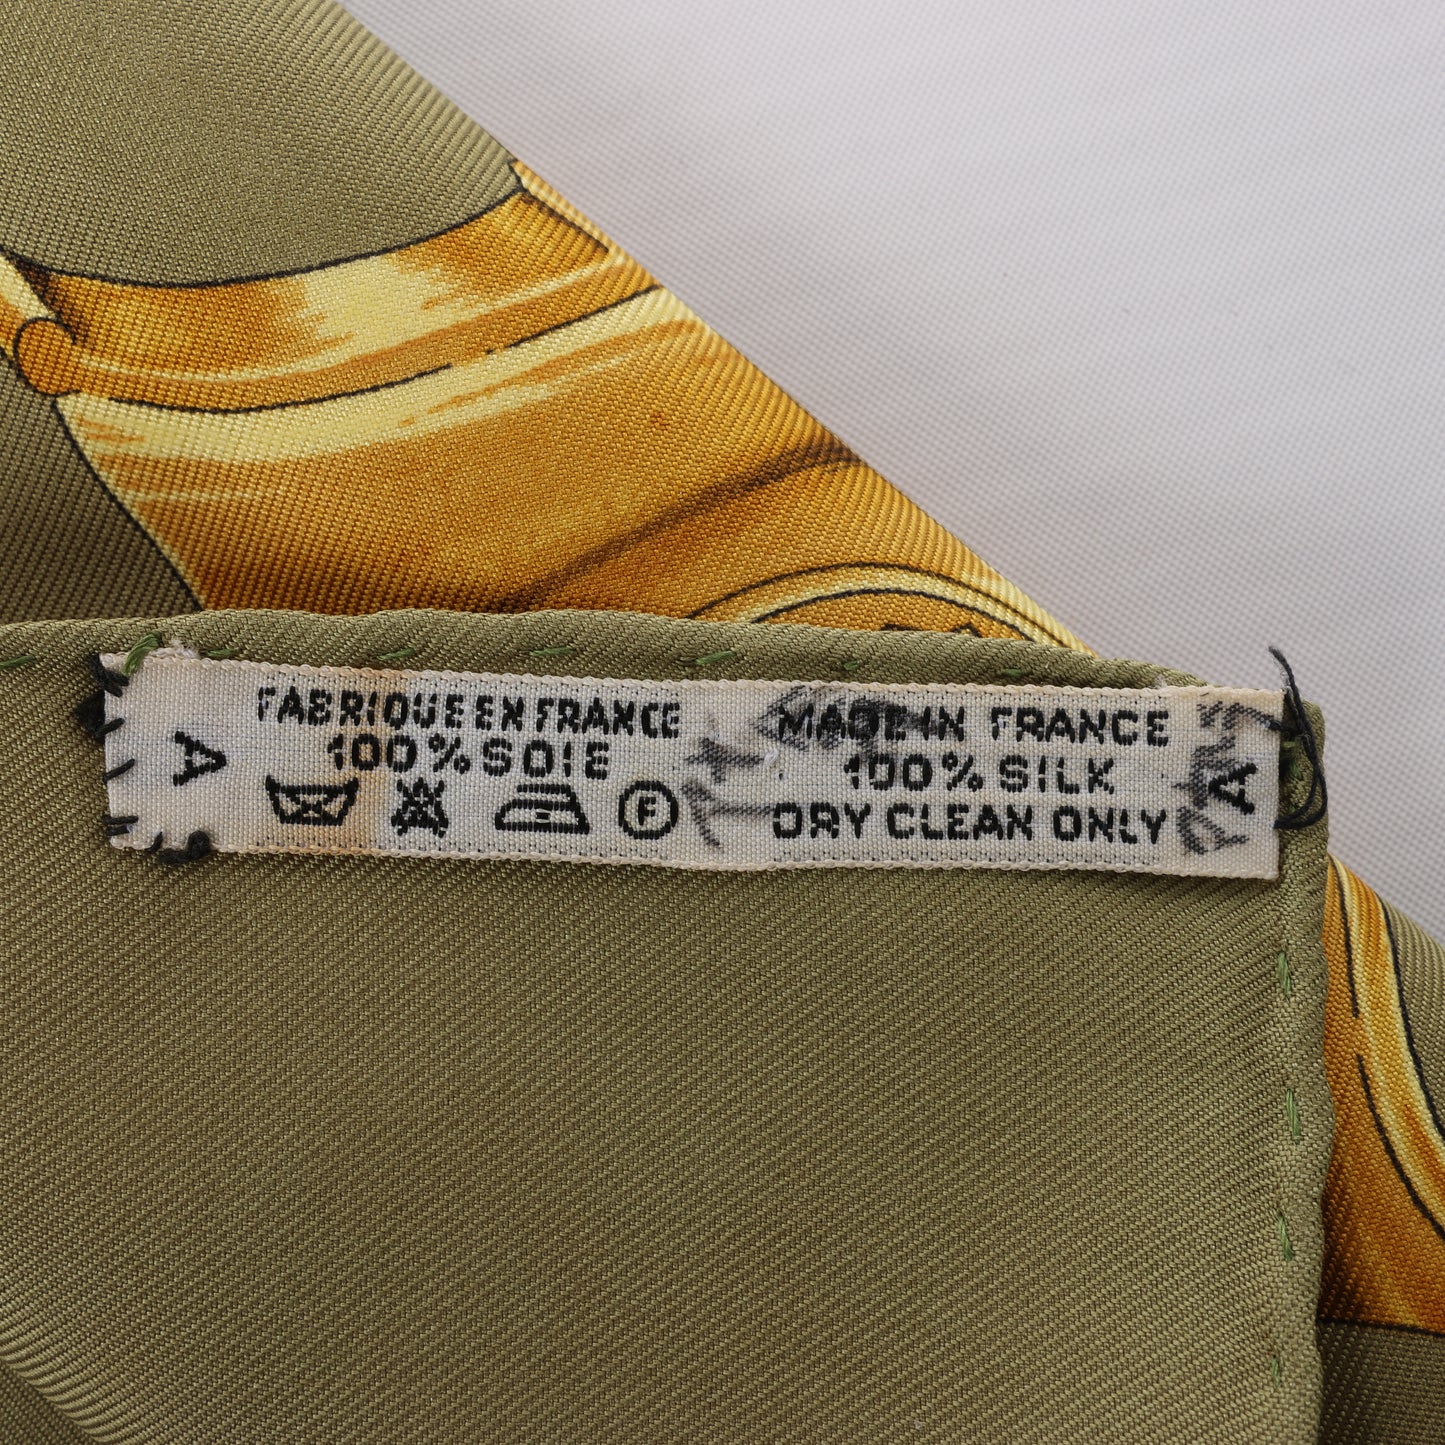 A
FABRIQUE EN FRANCE
100% SOIE
F
MADE IN FRANCE
100% SILK
DRY CLEAN ONLY
A